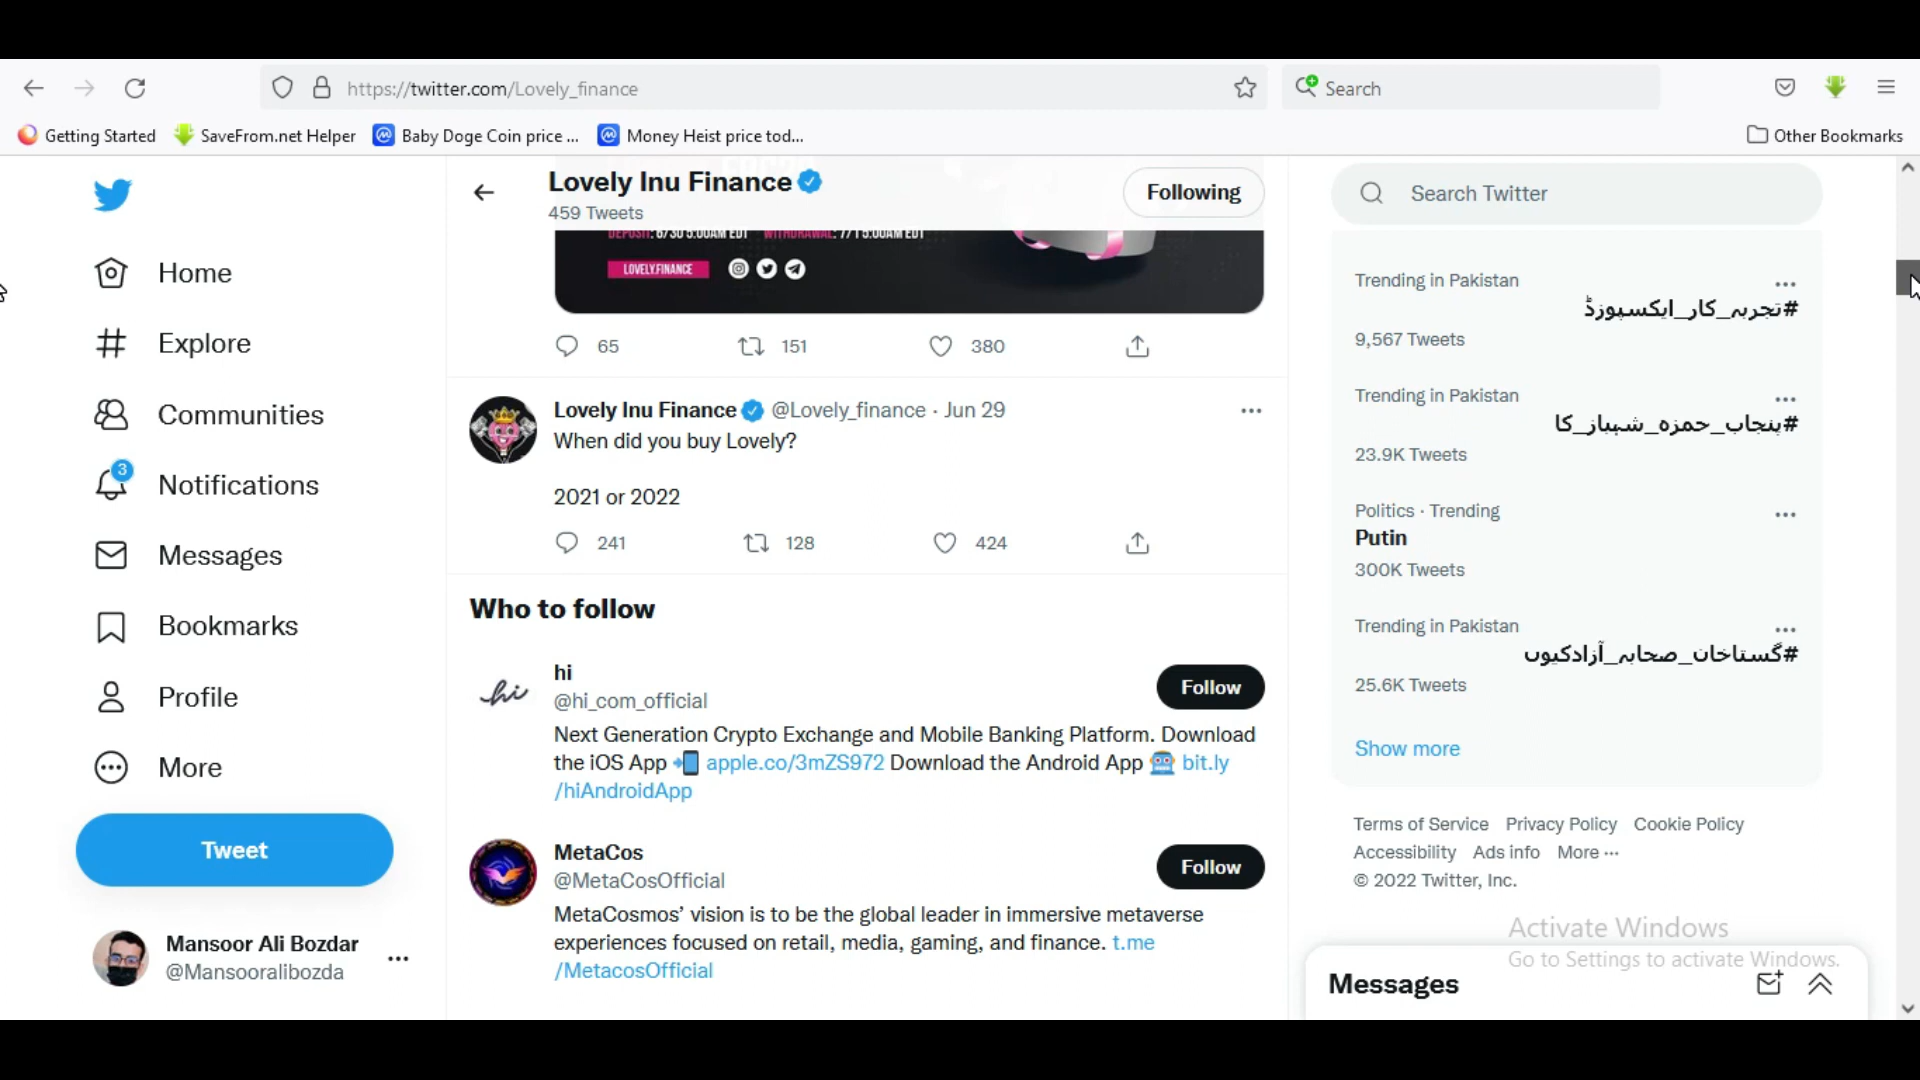 https://twitter.com/Lovely_finance
Search
Getting Started
SaveFrom.net Helper
Baby Doge Coin price ...
Money Heist price tod...
Other Bookmarks
Home
Explore
Communities
3
Notifications
Messages
Bookmarks
Profile
More
Tweet
Mansoor Ali Bozdar
@Mansooralibozda
Lovely Inu Finance
459 Tweets
Following
DEPOSIT: 6/30 5:00AM EDT WITHDRAWAL: 7/1 5:00AM EDT
LOVELY.FINANCE
65 151 380
Lovely Inu Finance @Lovely_finance · Jun 29
When did you buy Lovely?
2021 or 2022
241 128 424
Who to follow
hi
@hi_com_official
Follow
Next Generation Crypto Exchange and Mobile Banking Platform. Download
the iOS App 📲 apple.co/3mZS972 Download the Android App 🤖 bit.ly
/hiAndroidApp
MetaCos
@MetaCosOfficial
Follow
MetaCosmos’ vision is to be the global leader in immersive metaverse
experiences focused on retail, media, gaming, and finance. t.me
/MetacosOfficial
Search Twitter
Trending in Pakistan
#تجربہ_کار_ایکسپوزڈ
9,567 Tweets
Trending in Pakistan
#پنجاب_حمزہ_شہباز_کا
23.9K Tweets
Politics · Trending
Putin
300K Tweets
Trending in Pakistan
#گستاخان_صحابہ_آزادکیوں
25.6K Tweets
Show more
Terms of Service Privacy Policy Cookie Policy
Accessibility Ads info More ···
© 2022 Twitter, Inc.
Activate Windows
Go to Settings to activate Windows.
Messages